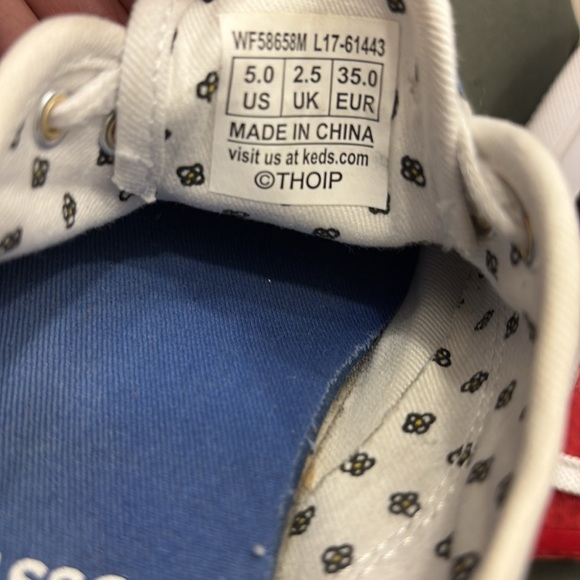 WF58658M L17-61443
5.0 2.5 35.0
US UK EUR
MADE IN CHINA
visit us at keds.com
©THOIP